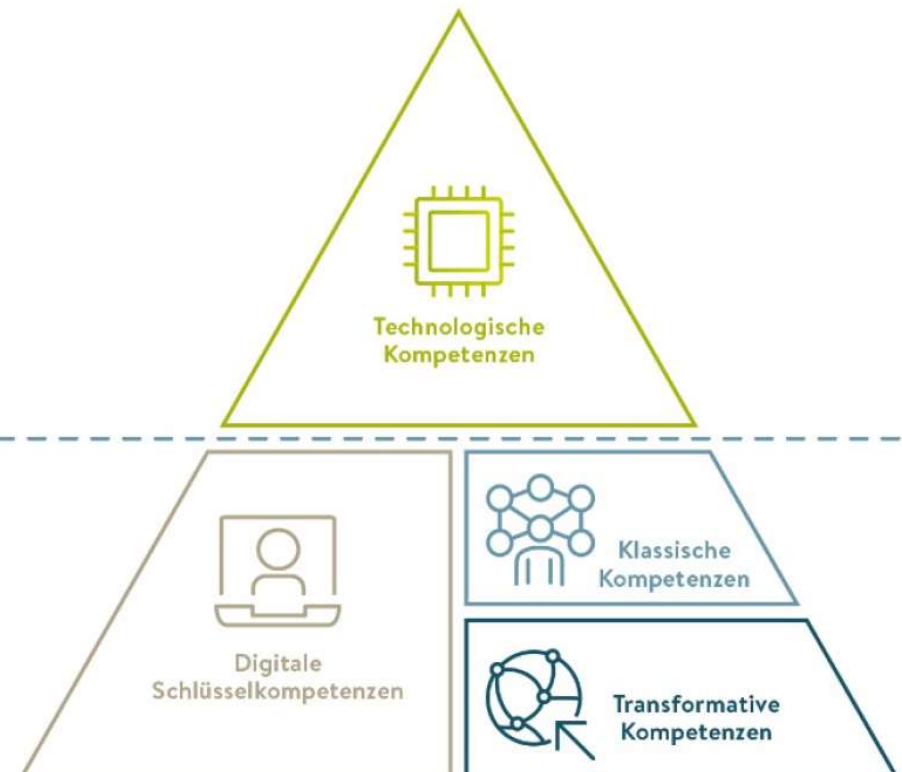 Technologische
Kompetenzen
Digitale
Schlüsselkompetenzen
Klassische
Kompetenzen
Transformative
Kompetenzen